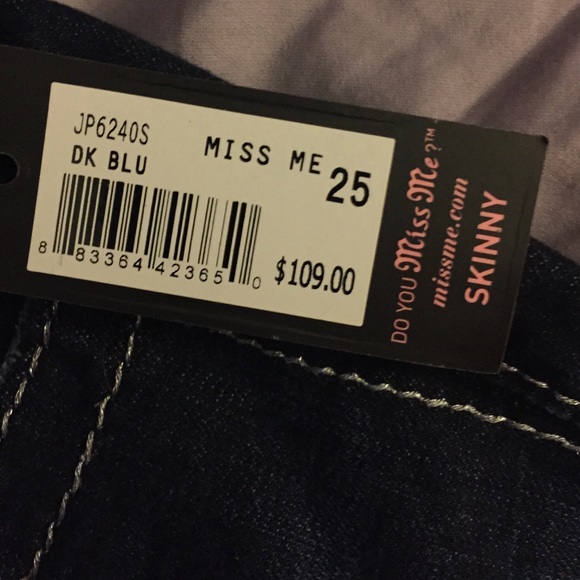 JP6240S
DK BLU
MISS ME
25
8 83364 42365 0
$109.00
DO YOU Miss Me?™
missme.com
SKINNY